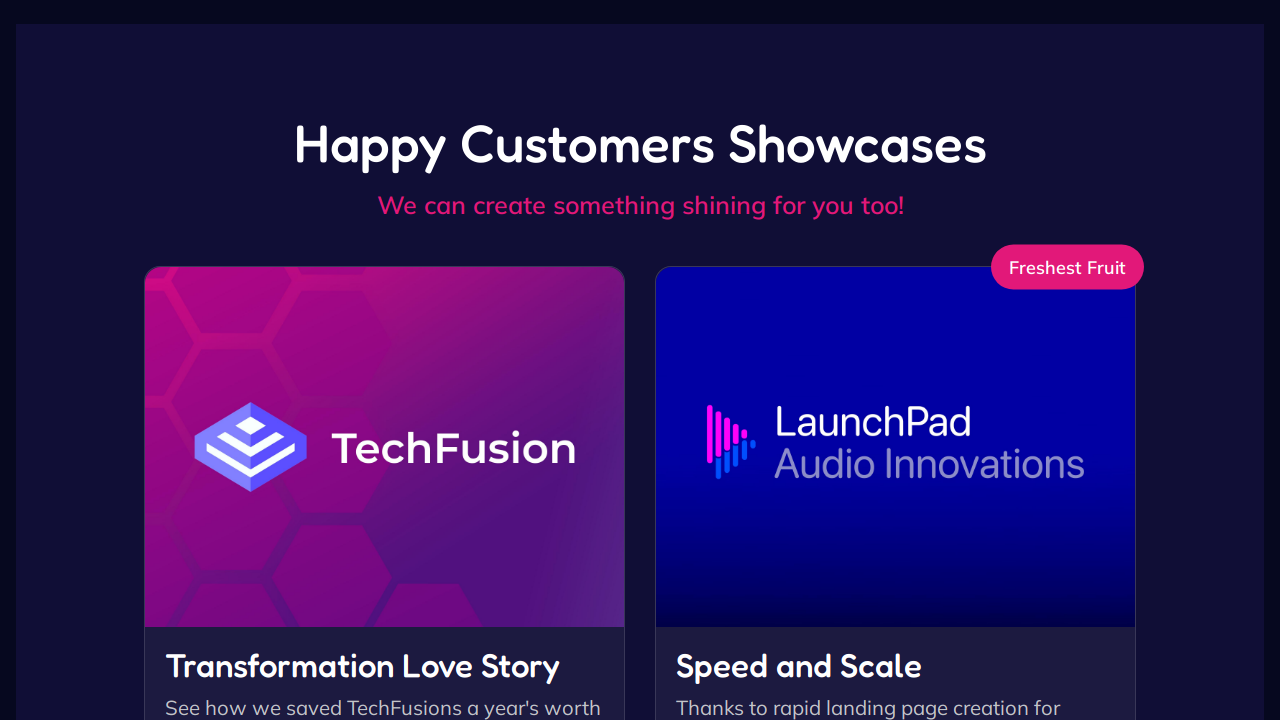 Happy Customers Showcases
We can create something shining for you too!
Freshest Fruit
TechFusion
LaunchPad
Audio Innovations
Transformation Love Story
See how we saved TechFusions a year's worth
Speed and Scale
Thanks to rapid landing page creation for